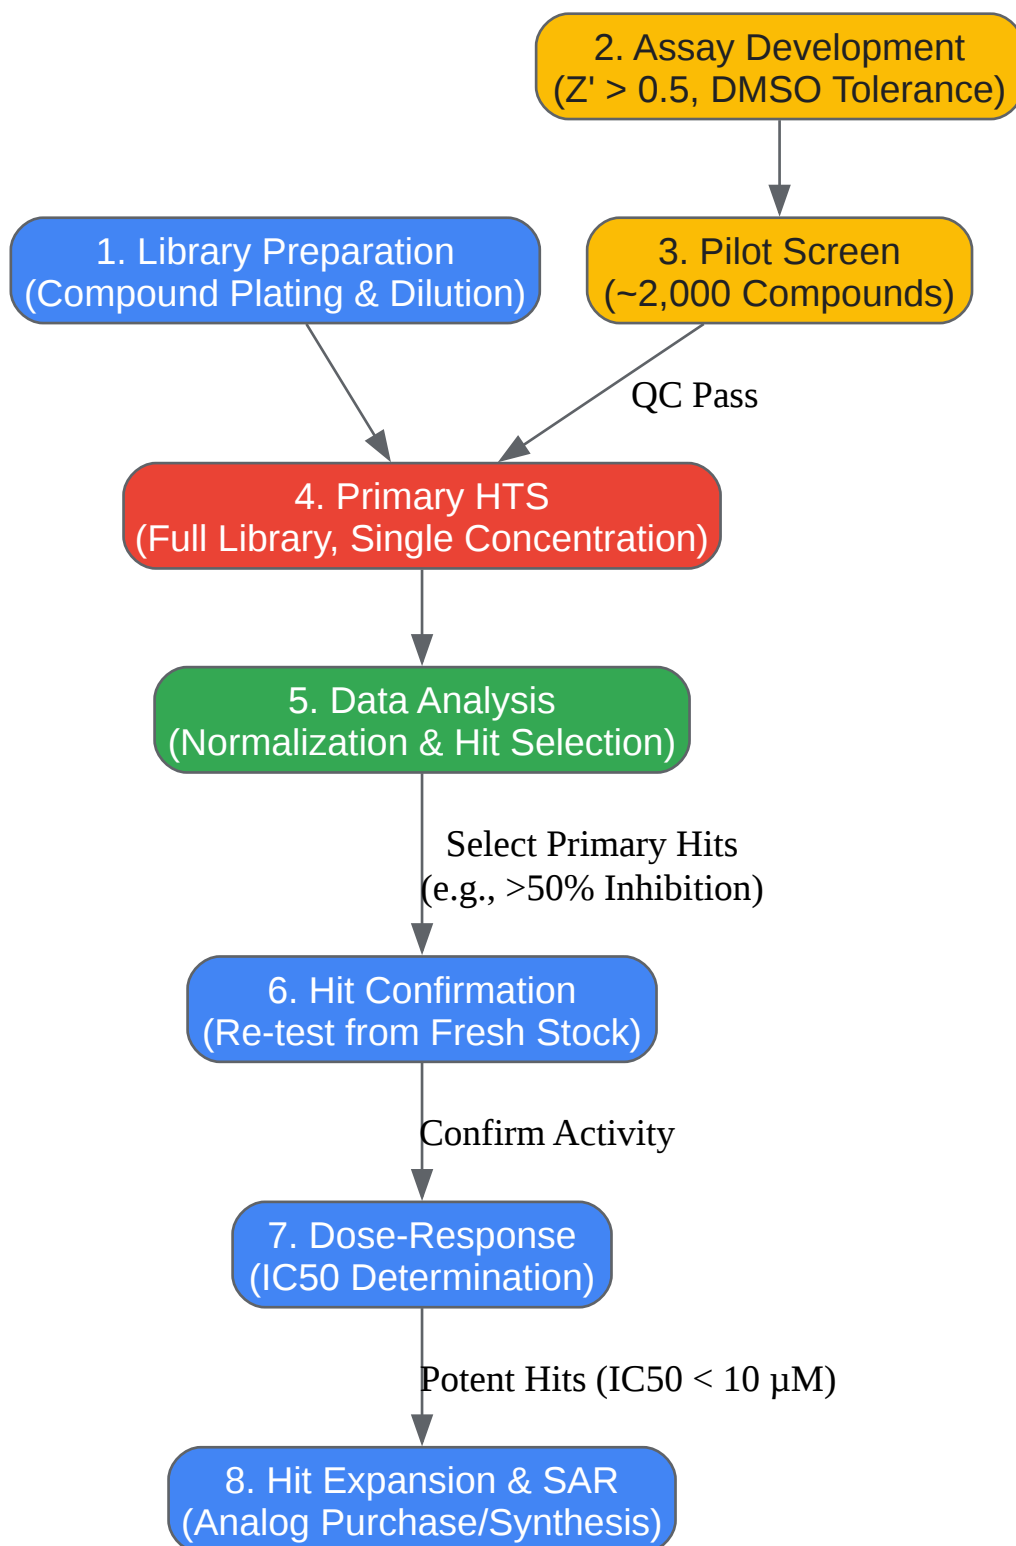 2. Assay Development
(Z' > 0.5, DMSO Tolerance)
1. Library Preparation
(Compound Plating & Dilution)
3. Pilot Screen
(~2,000 Compounds)
QC Pass
4. Primary HTS
(Full Library, Single Concentration)
5. Data Analysis
(Normalization & Hit Selection)
Select Primary Hits
(e.g., >50% Inhibition)
6. Hit Confirmation
(Re-test from Fresh Stock)
Confirm Activity
7. Dose-Response
(IC50 Determination)
Potent Hits (IC50 < 10 µM)
8. Hit Expansion & SAR
(Analog Purchase/Synthesis)